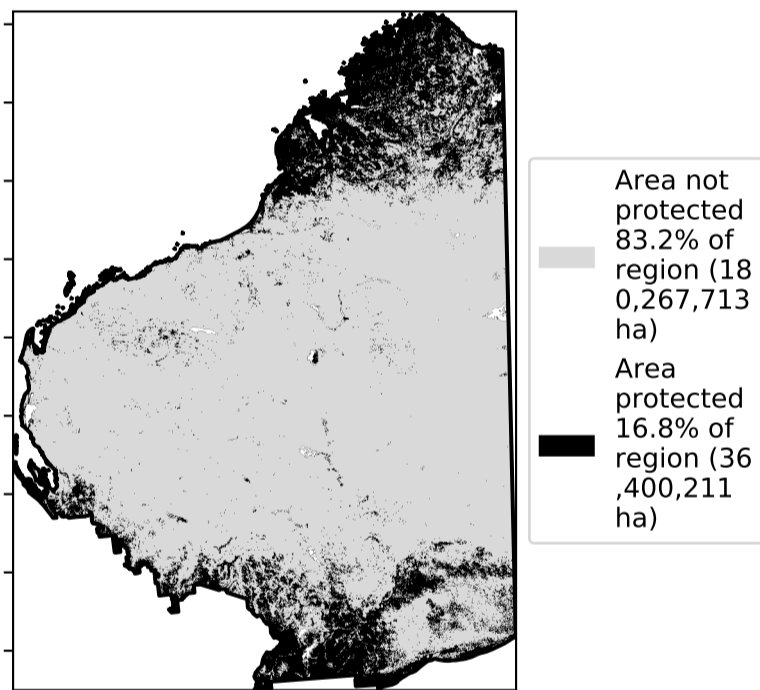 Area not
protected
83.2% of
region (18
0,267,713
ha)
Area
protected
16.8% of
region (36
,400,211
ha)